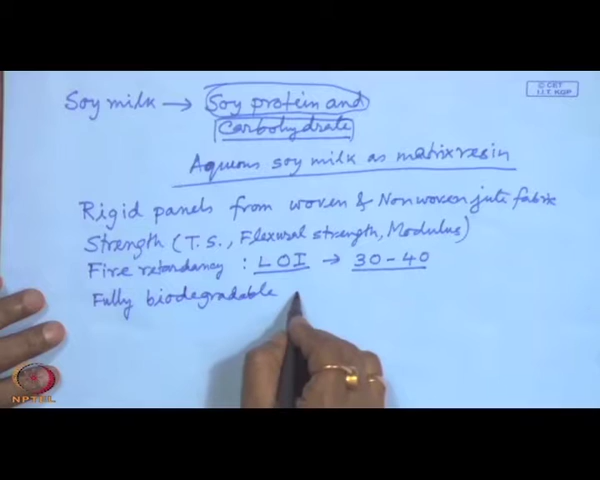 Soy milk → Soy protein and
Carbohydrate
© CET
I.I.T. KGP
Aqueous soy milk as matrix resin
Rigid panels from woven & Nonwoven jute fabric
Strength (T.S., Flexural strength, Modulus)
Fire retardancy : LOI → 30-40
Fully biodegradable
NPTEL